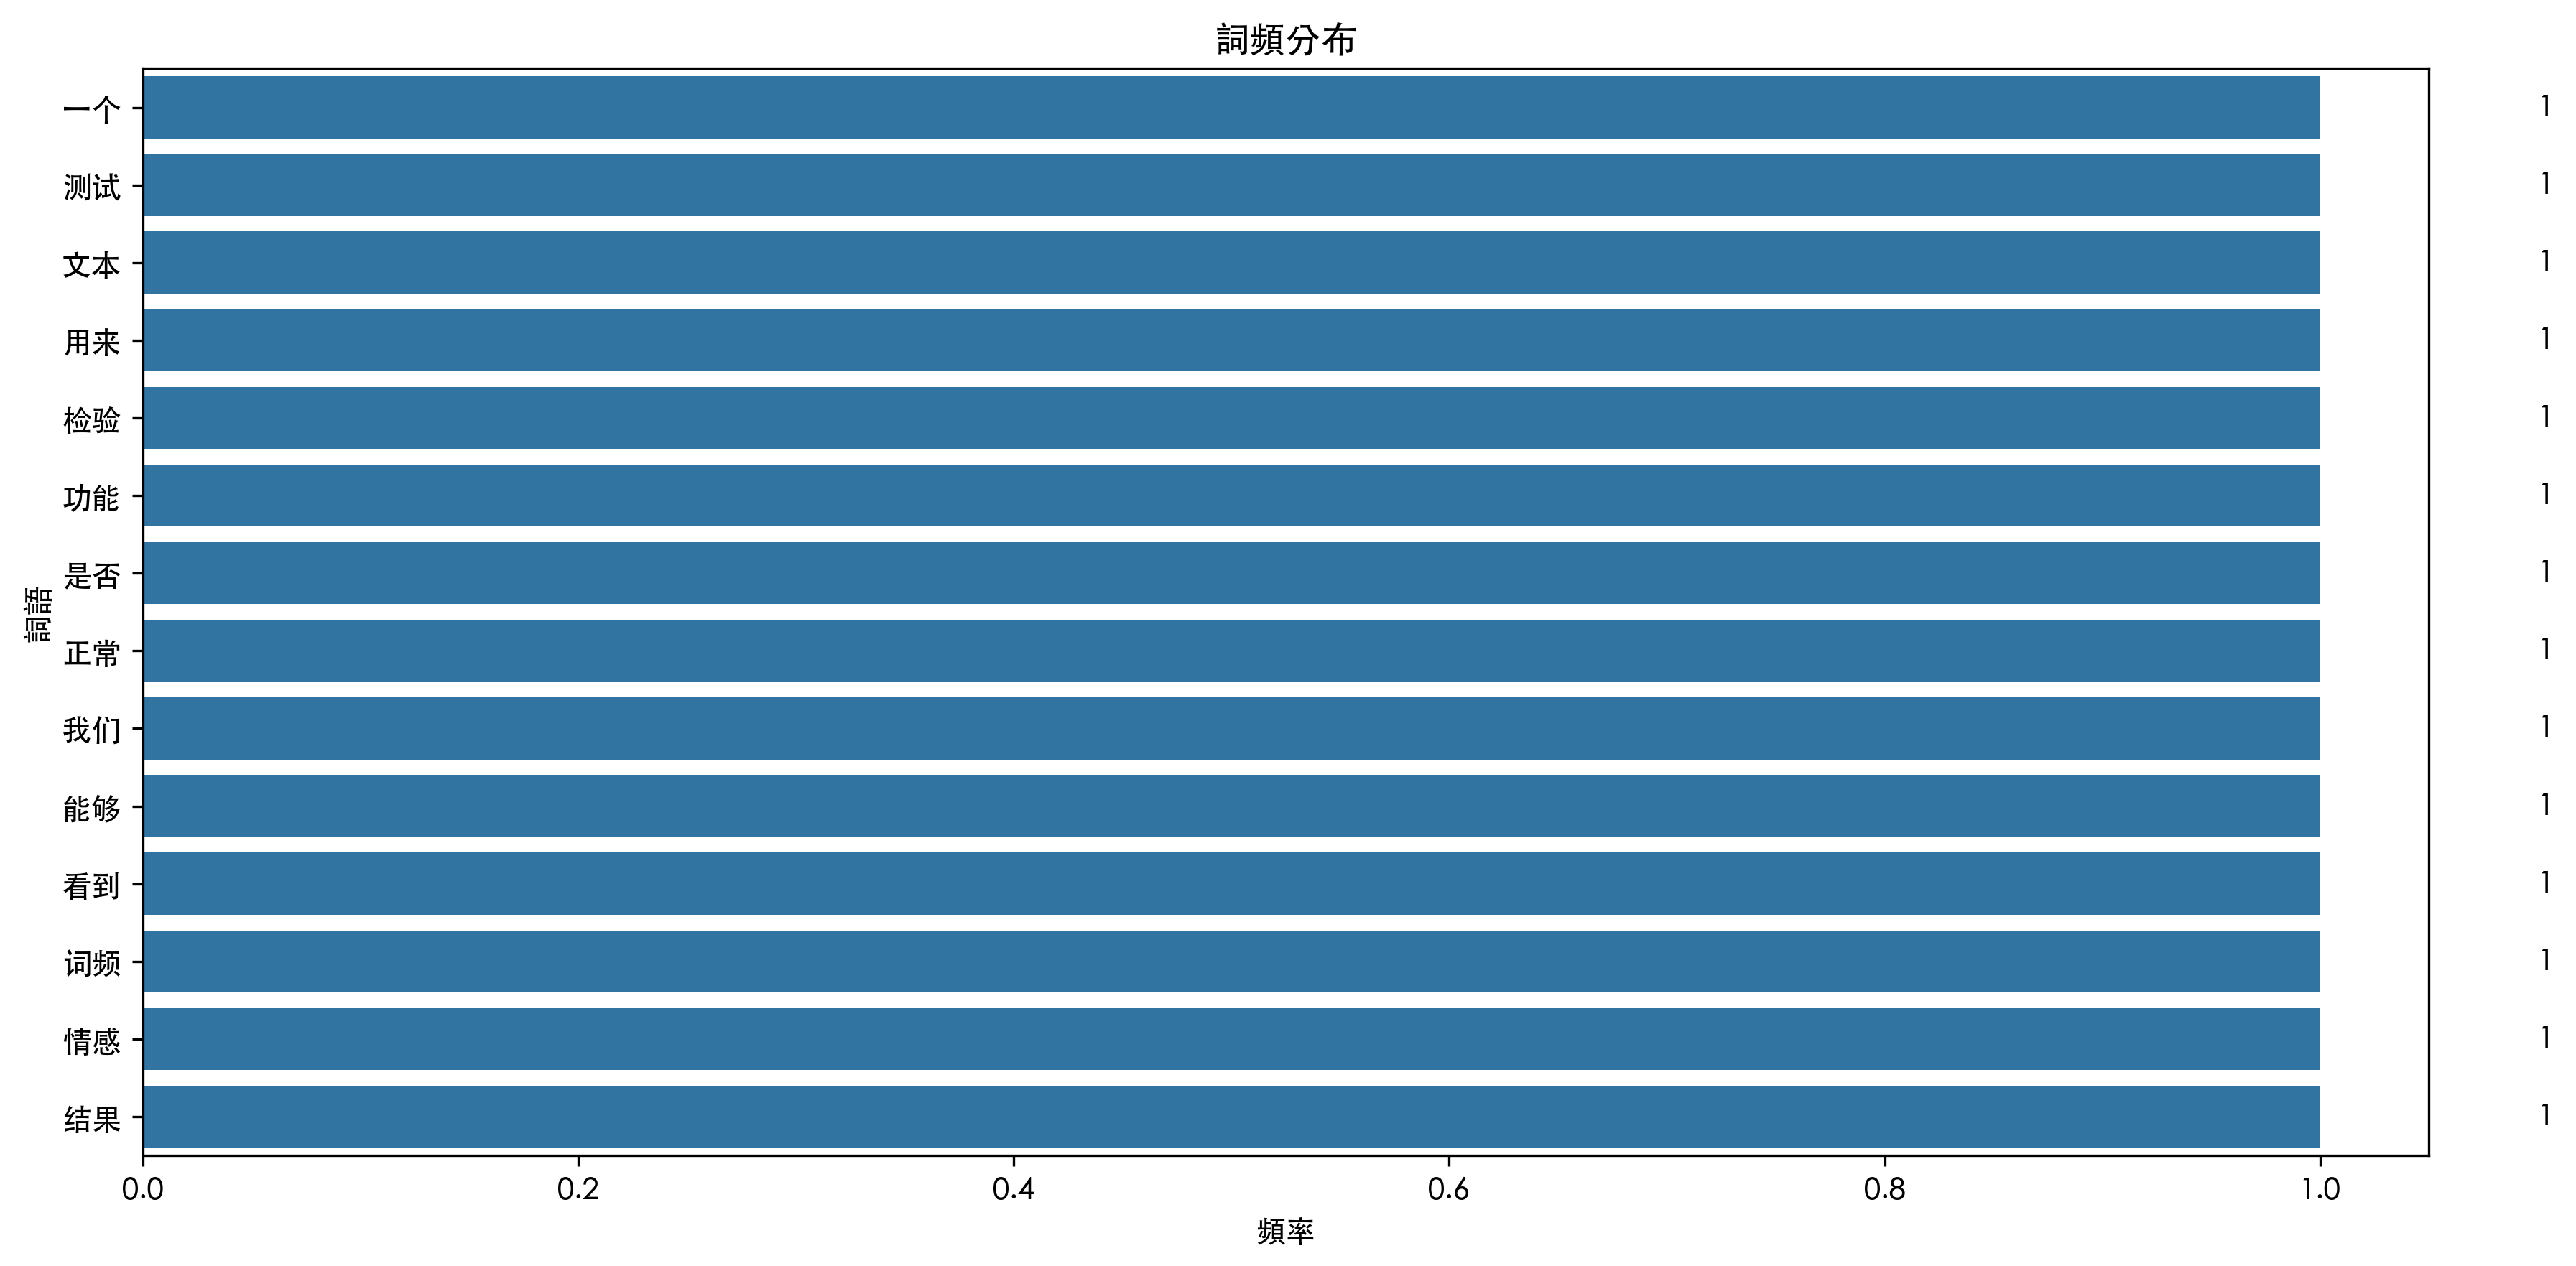 詞頻分布
詞語
一个 1
测试 1
文本 1
用来 1
检验 1
功能 1
是否 1
正常 1
我们 1
能够 1
看到 1
词频 1
情感 1
结果 1
0.0 0.2 0.4 0.6 0.8 1.0
頻率